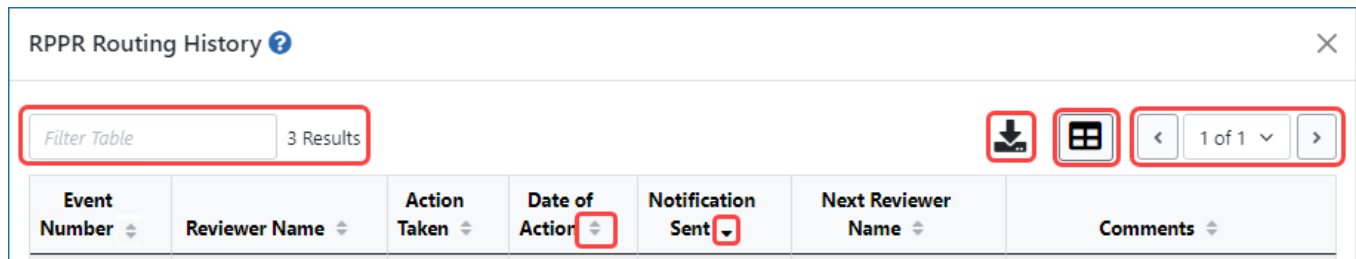 RPPR Routing History ?
Filter Table 3 Results 1 of 1
Event Number Reviewer Name Action Taken Date of Action Notification Sent Next Reviewer Name Comments